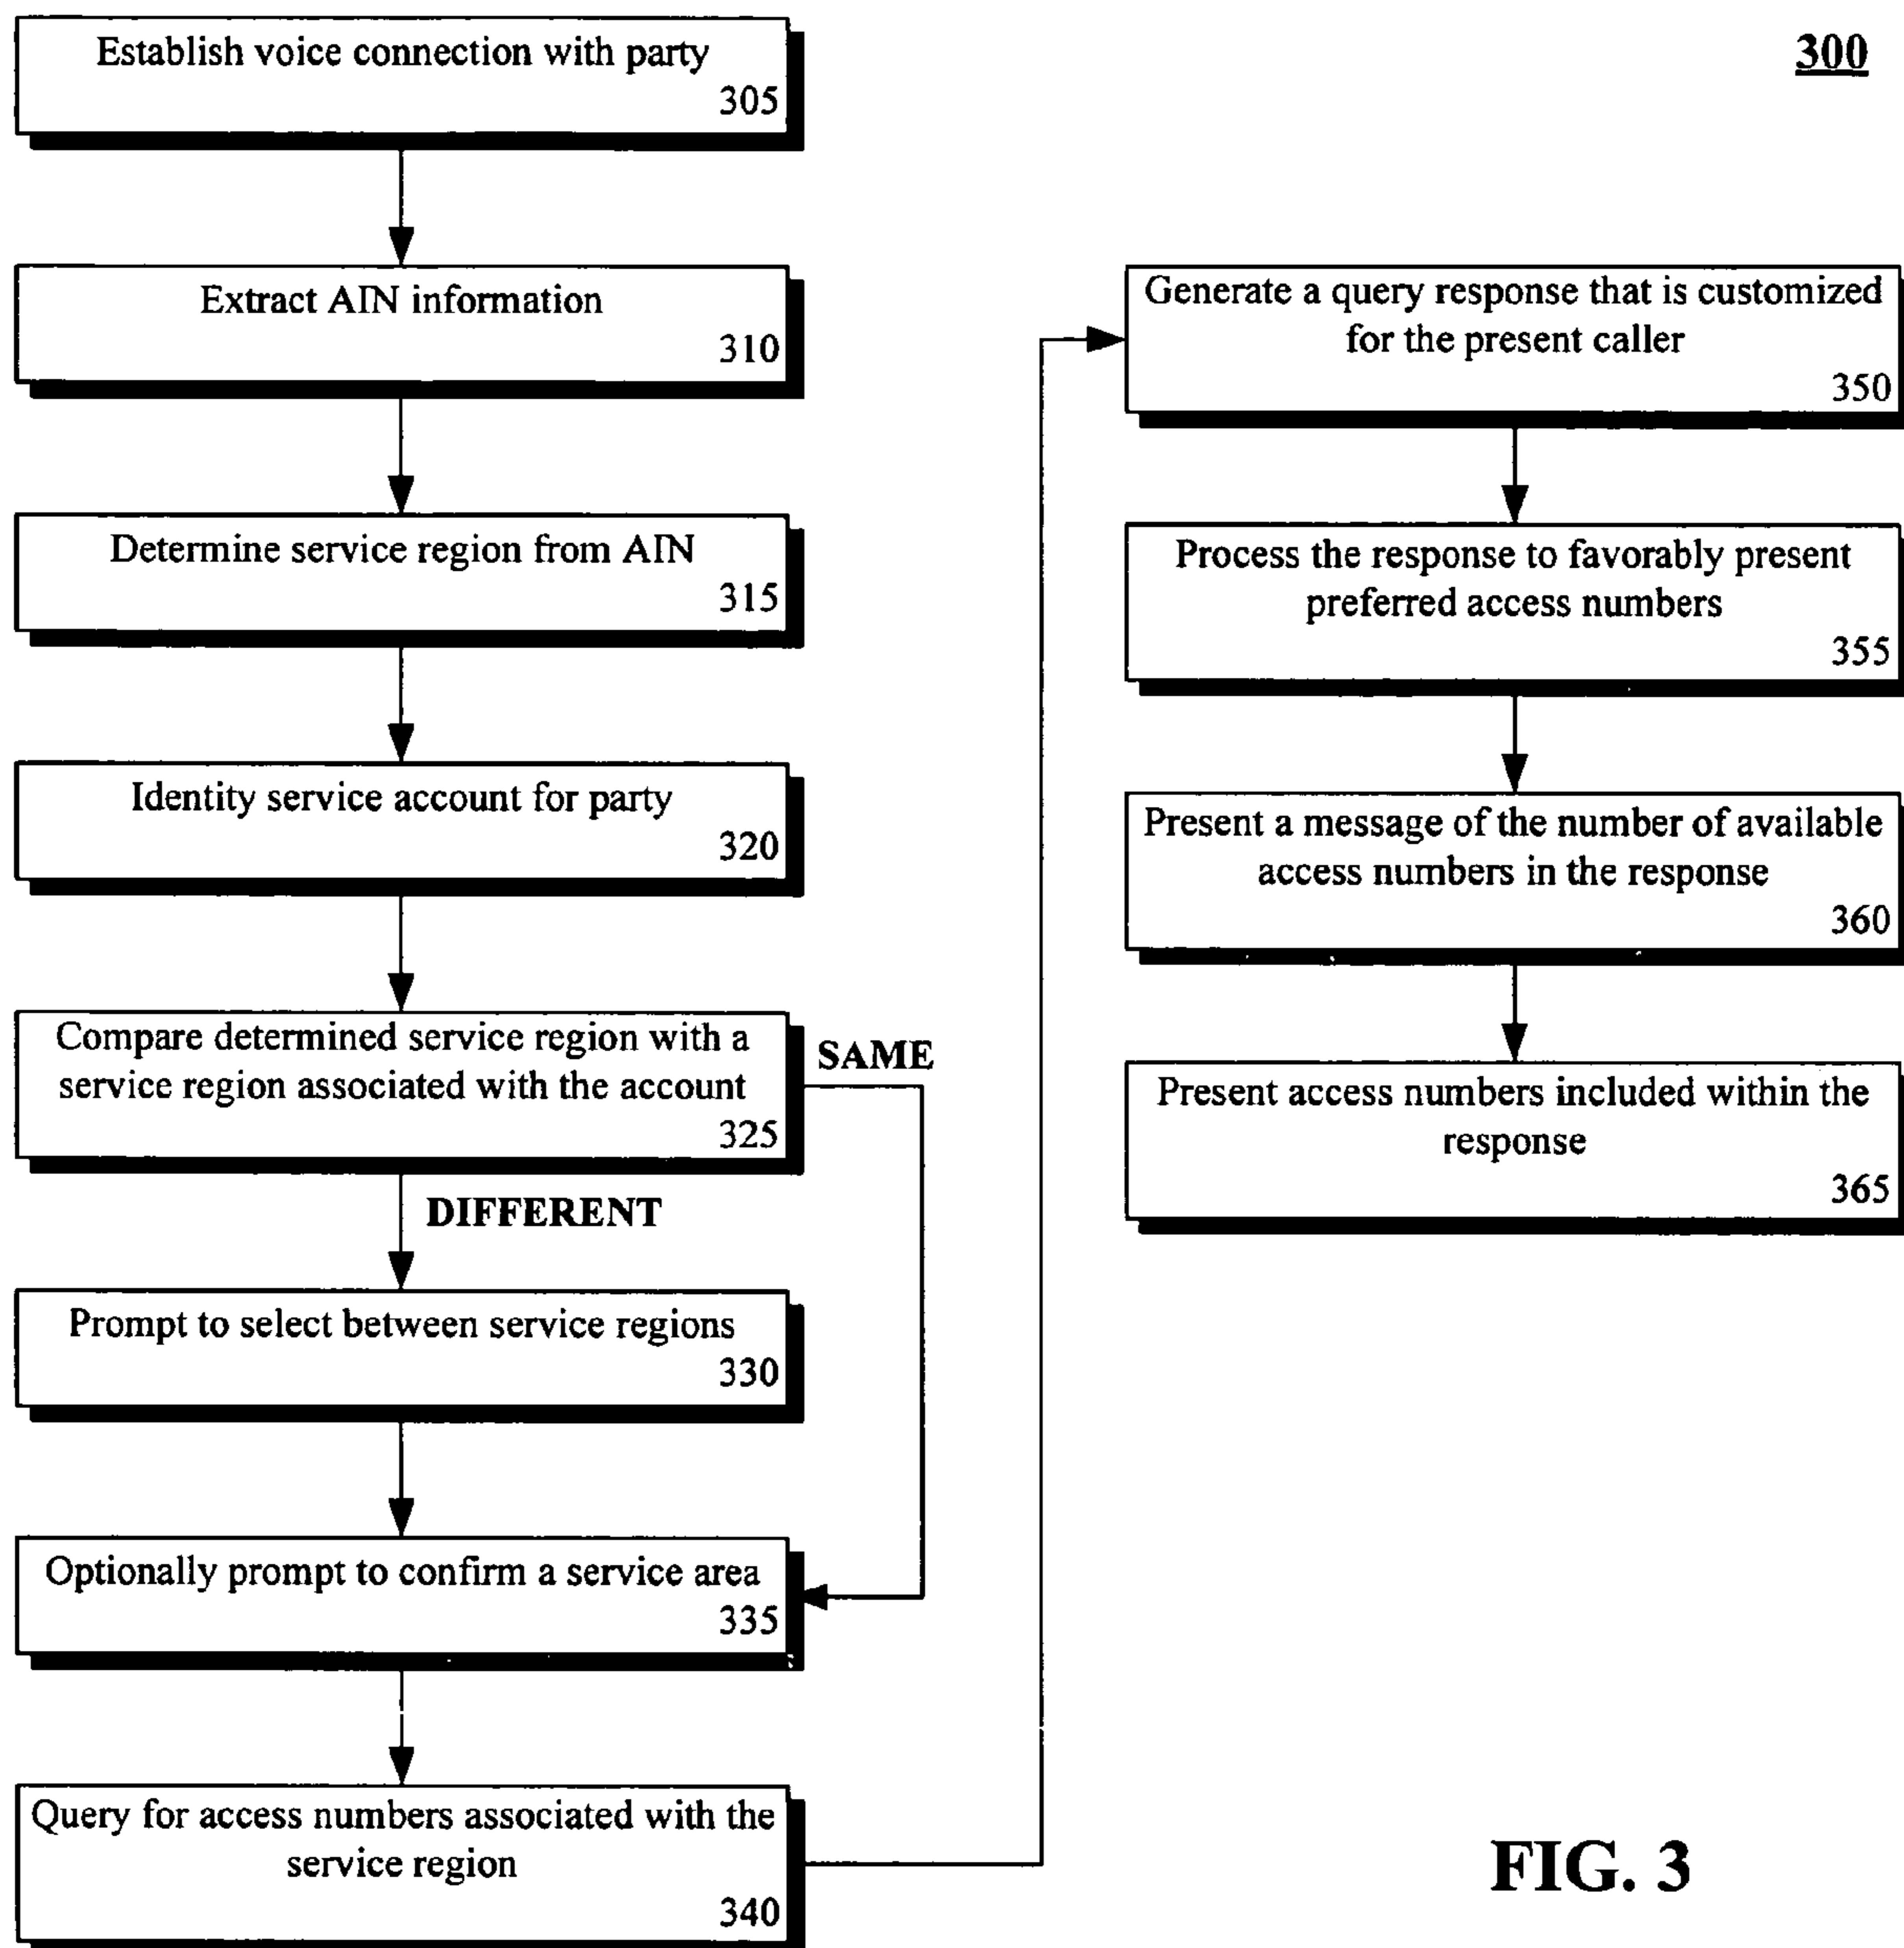 300
Establish voice connection with party
305
Extract AIN information
310
Determine service region from AIN
315
Identity service account for party
320
Compare determined service region with a
service region associated with the account
325
SAME
DIFFERENT
Prompt to select between service regions
330
Optionally prompt to confirm a service area
335
Query for access numbers associated with the
service region
340
Generate a query response that is customized
for the present caller
350
Process the response to favorably present
preferred access numbers
355
Present a message of the number of available
access numbers in the response
360
Present access numbers included within the
response
365
FIG. 3